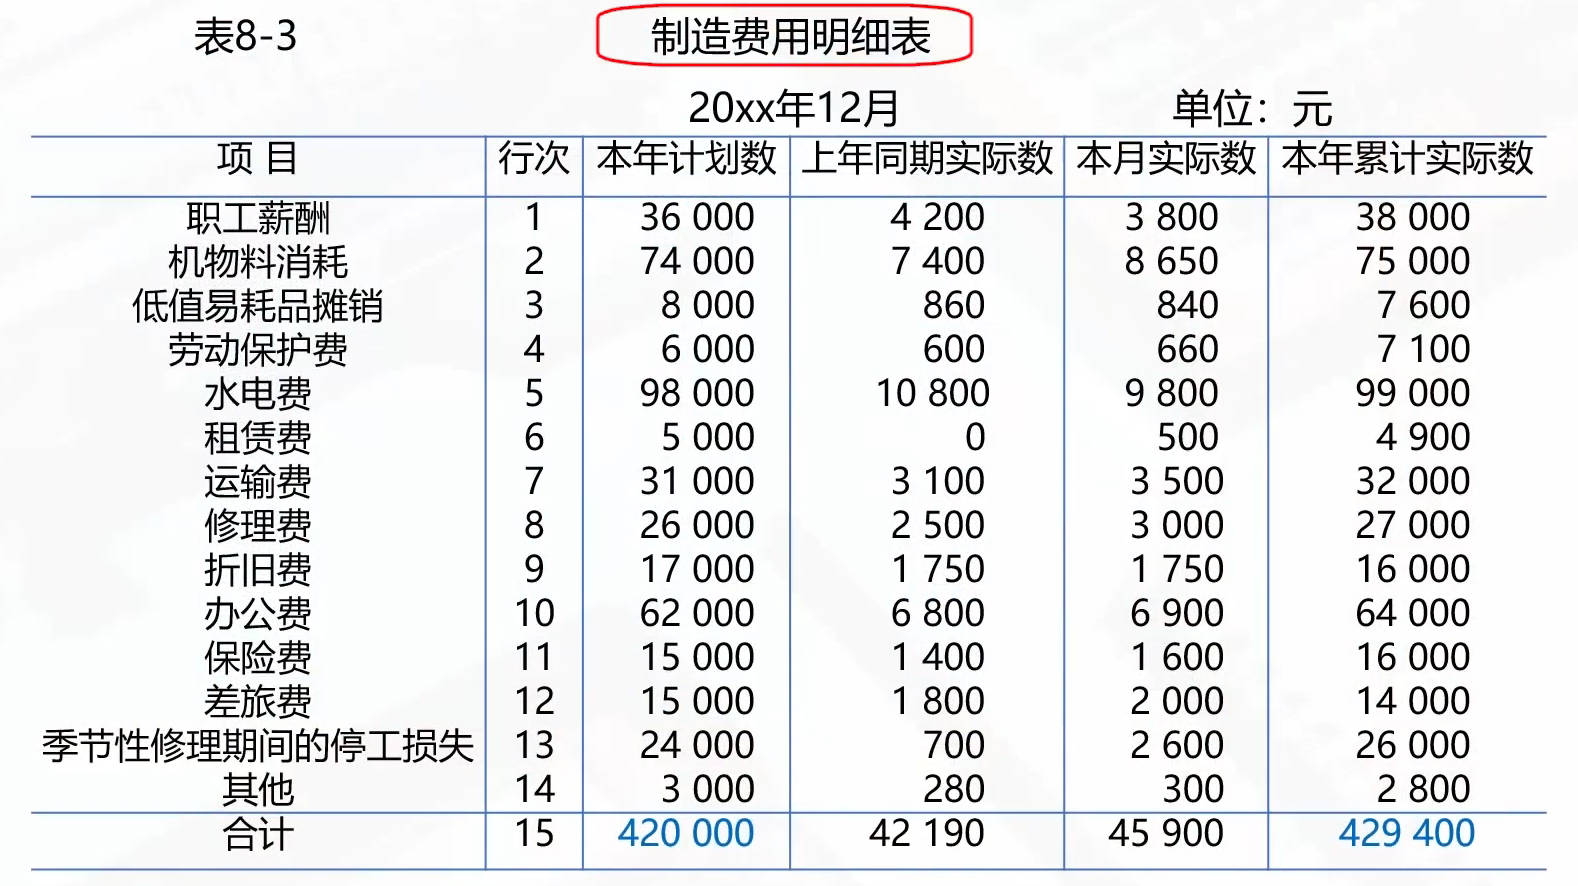 表8-3 制造费用明细表
20xx年12月 单位：元
项 目 行次 本年计划数 上年同期实际数 本月实际数 本年累计实际数
职工薪酬 1 36 000 4 200 3 800 38 000
机物料消耗 2 74 000 7 400 8 650 75 000
低值易耗品摊销 3 8 000 860 840 7 600
劳动保护费 4 6 000 600 660 7 100
水电费 5 98 000 10 800 9 800 99 000
租赁费 6 5 000 0 500 4 900
运输费 7 31 000 3 100 3 500 32 000
修理费 8 26 000 2 500 3 000 27 000
折旧费 9 17 000 1 750 1 750 16 000
办公费 10 62 000 6 800 6 900 64 000
保险费 11 15 000 1 400 1 600 16 000
差旅费 12 15 000 1 800 2 000 14 000
季节性修理期间的停工损失 13 24 000 700 2 600 26 000
其他 14 3 000 280 300 2 800
合计 15 420 000 42 190 45 900 429 400